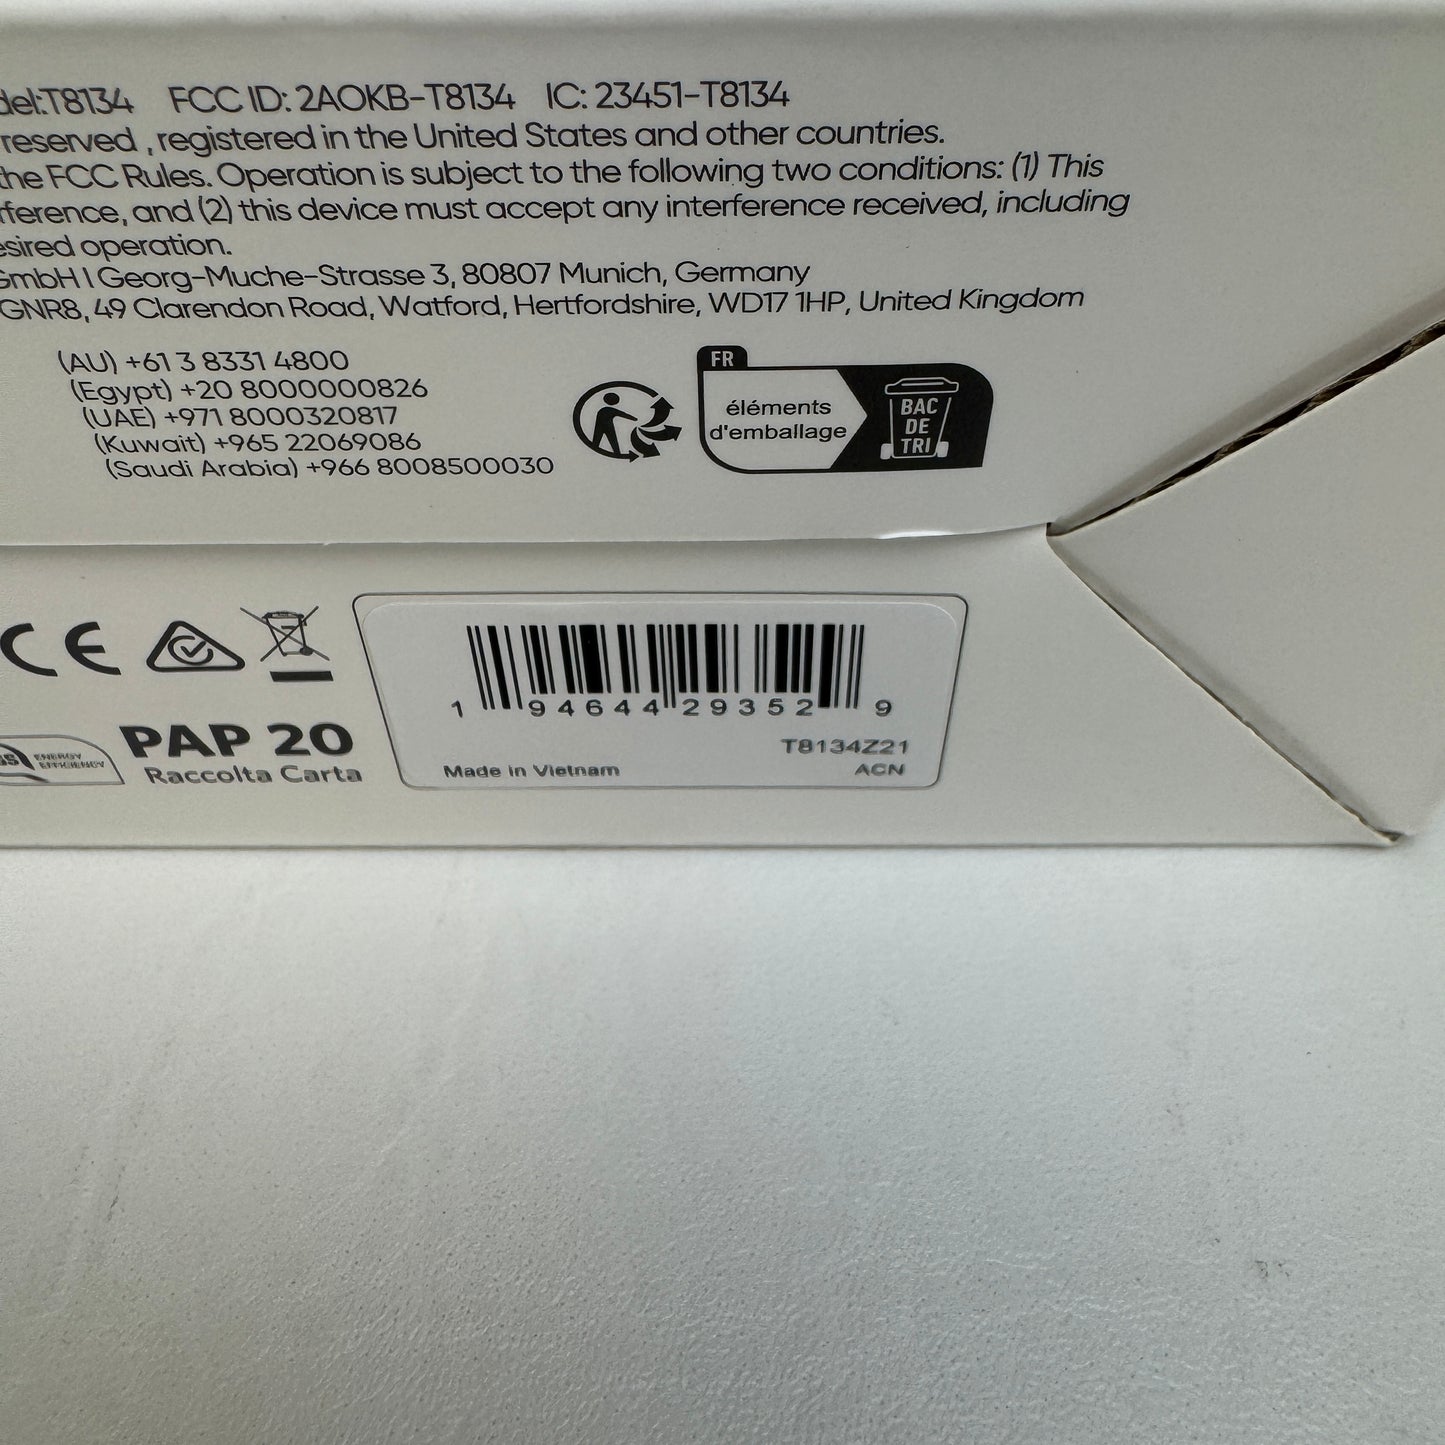 del:T8134 FCC ID: 2AOKB-T8134 IC: 23451-T8134
reserved , registered in the United States and other countries.
the FCC Rules. Operation is subject to the following two conditions: (1) This
rference, and (2) this device must accept any interference received, including
esired operation.
GmbH I Georg-Muche-Strasse 3, 80807 Munich, Germany
GNR8, 49 Clarendon Road, Watford, Hertfordshire, WD17 1HP, United Kingdom
(AU) +61 3 8331 4800
(Egypt) +20 8000000826
(UAE) +971 8000320817
(Kuwait) +965 22069086
(Saudi Arabia) +966 8008500030
FR
éléments
d'emballage
BAC
DE
TRI
CE
ENERGY
EFFICIENCY
PAP 20
Raccolta Carta
1 94644 29352 9
T8134Z21
Made in Vietnam ACN